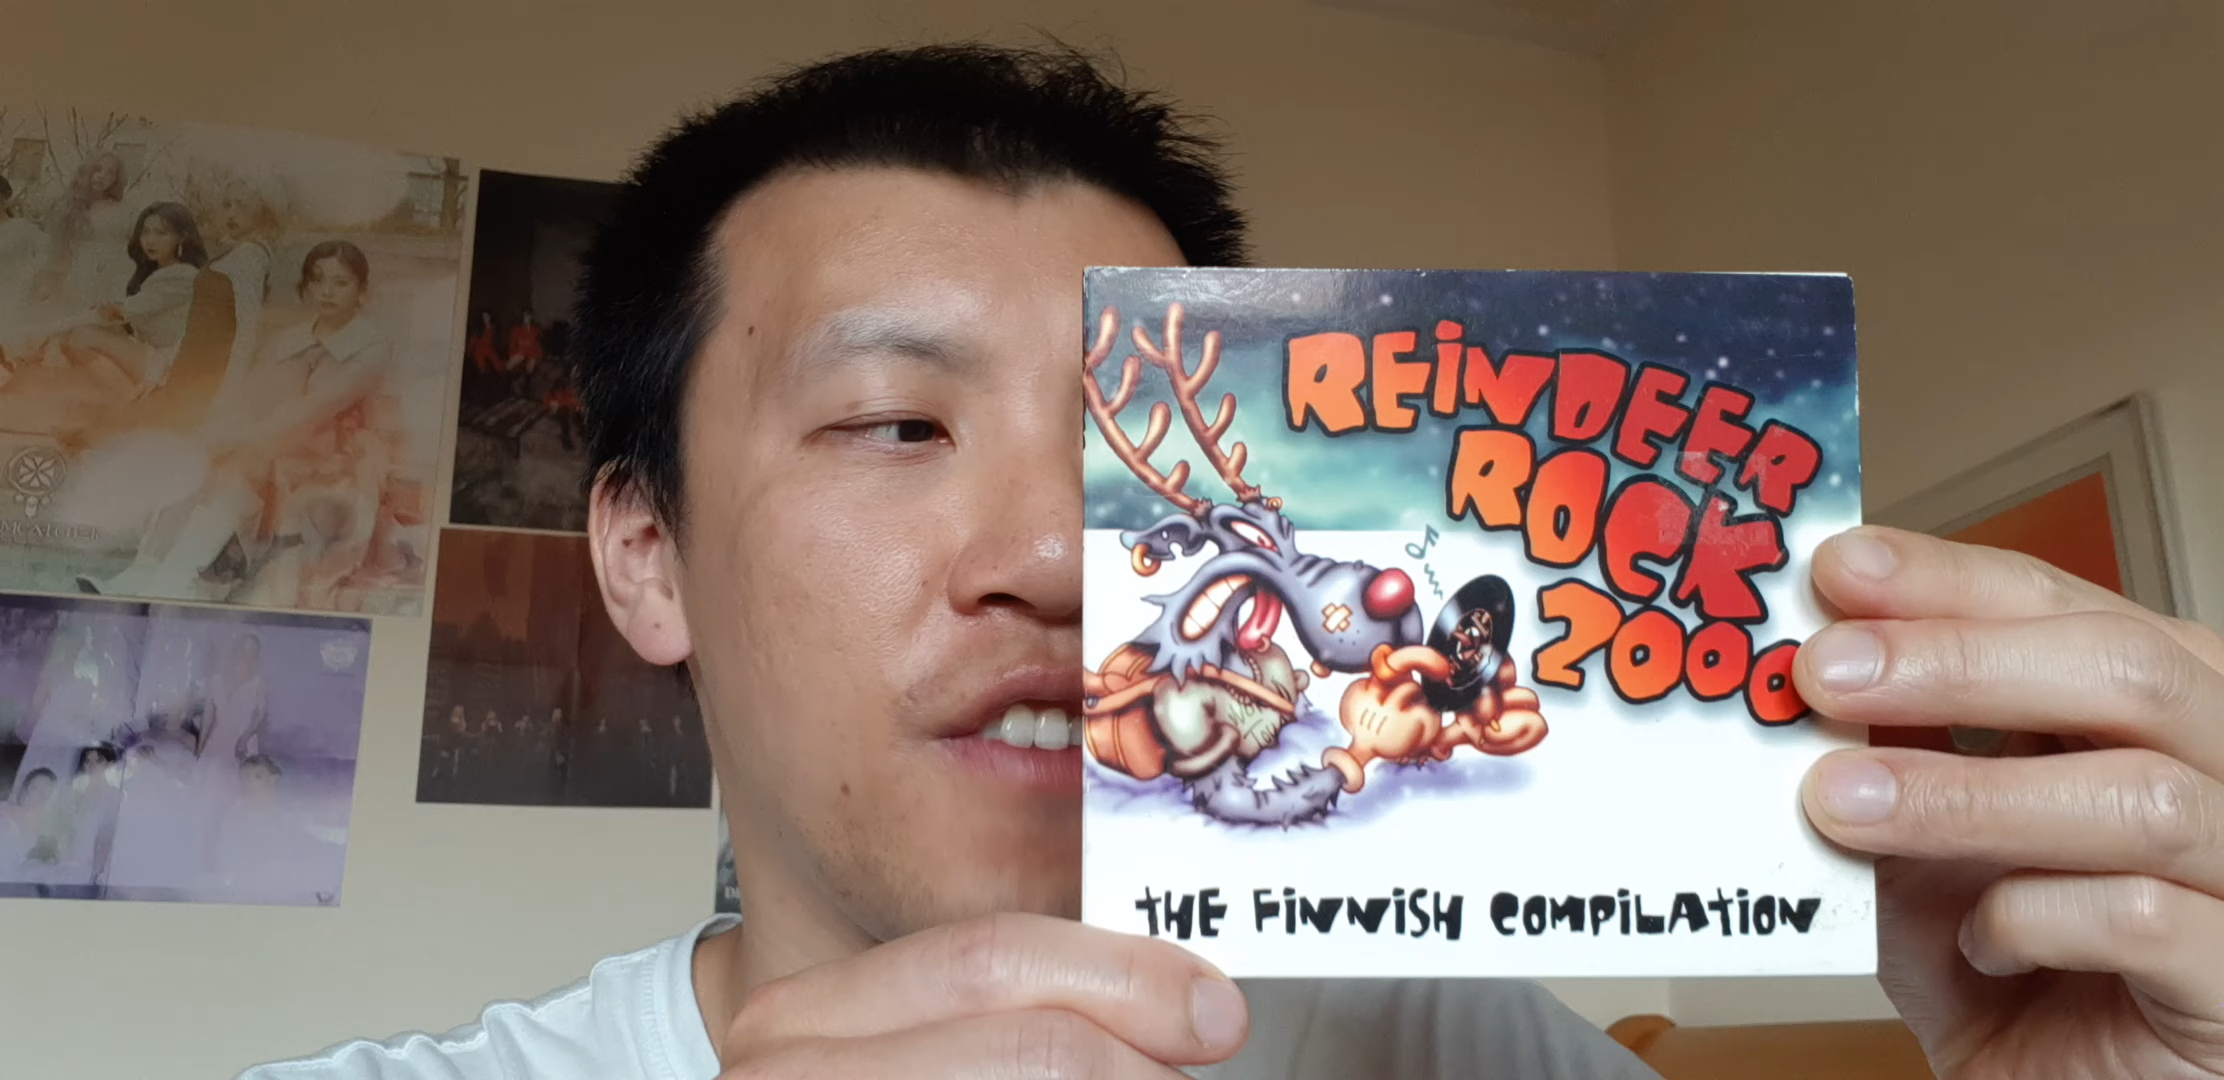 REiNDEER
ROCK
2000
tHE FiNNiSH COMPiLAtiON